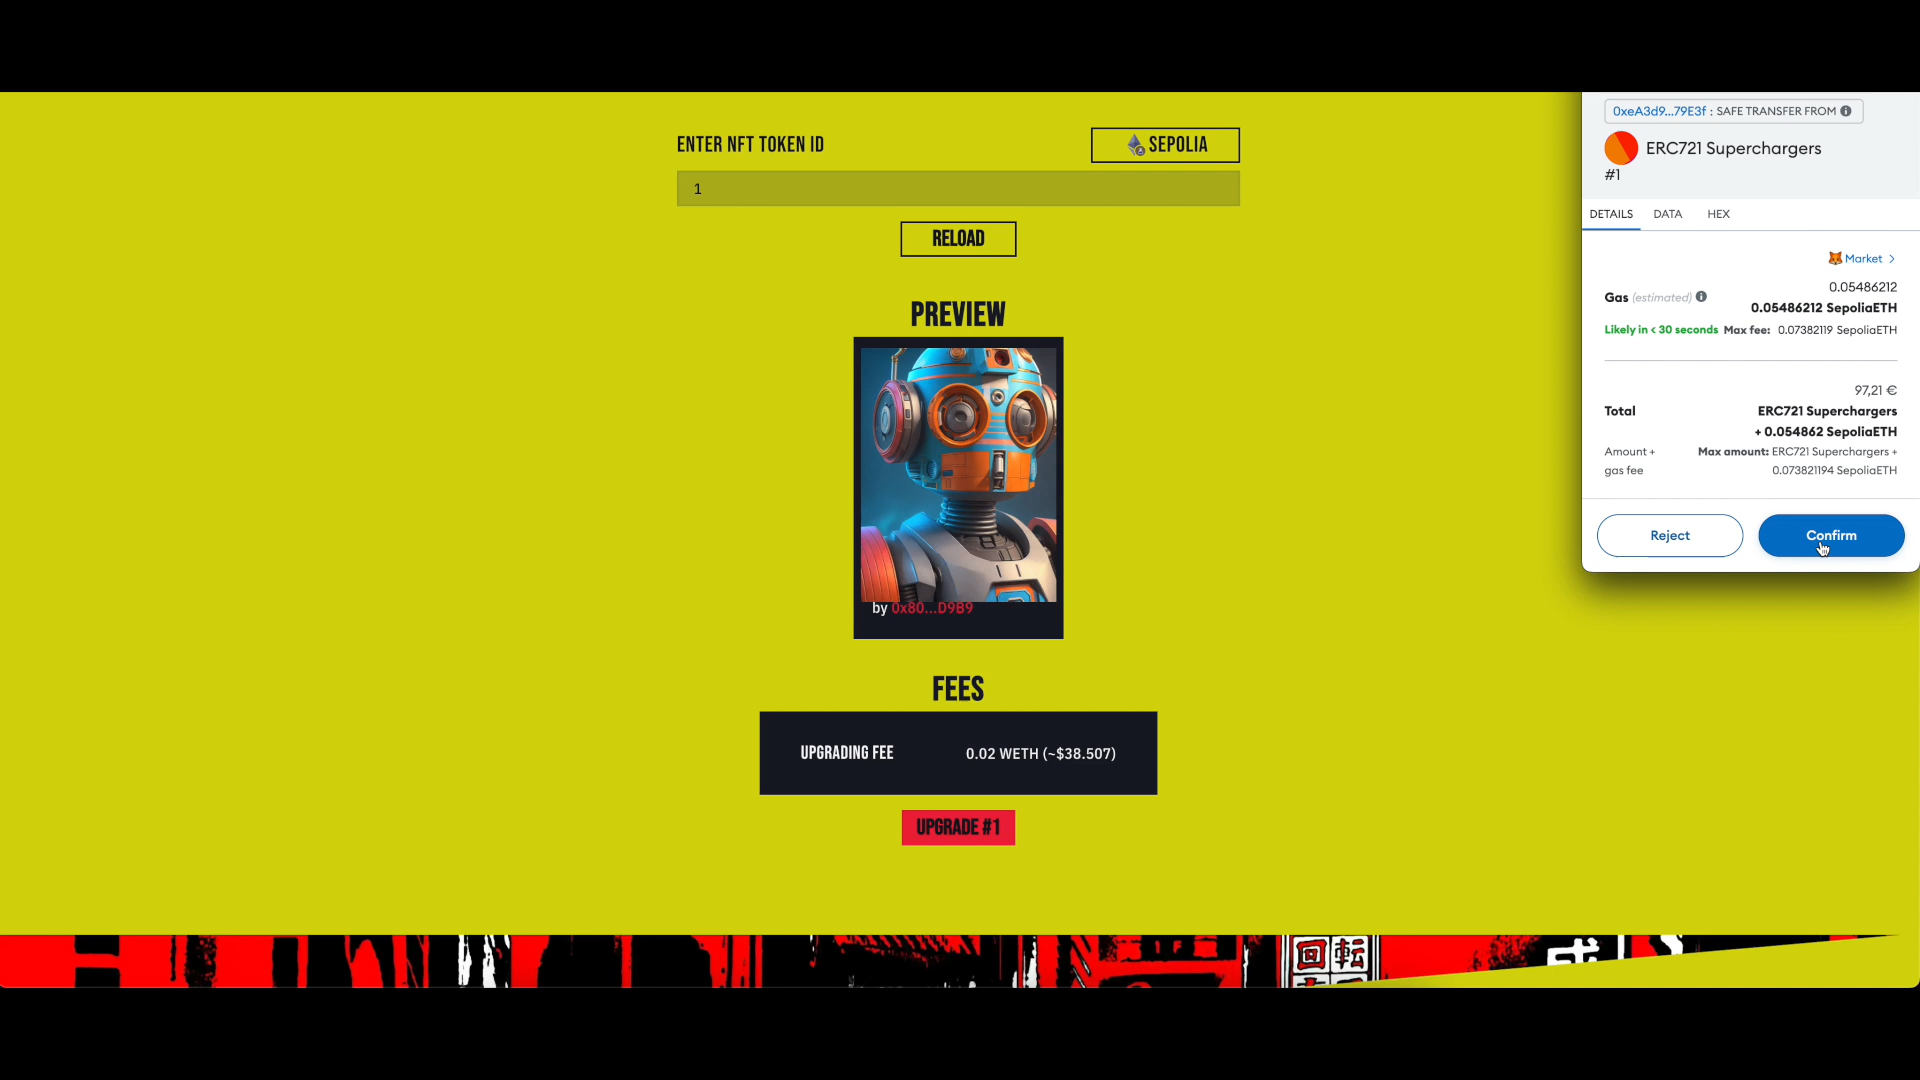 ENTER NFT TOKEN ID
SEPOLIA
1
RELOAD
PREVIEW
by 0x80...D9B9
FEES
UPGRADING FEE 0.02 WETH (~$38.507)
UPGRADE #1
0xeA3d9...79E3f : SAFE TRANSFER FROM
ERC721 Superchargers
#1
DETAILS DATA HEX
Market >
0.05486212
Gas (estimated) 0.05486212 SepoliaETH
Likely in < 30 seconds Max fee: 0.07382119 SepoliaETH
97,21 €
Total ERC721 Superchargers
+ 0.054862 SepoliaETH
Amount + Max amount: ERC721 Superchargers +
gas fee 0.073821194 SepoliaETH
Reject Confirm
回転